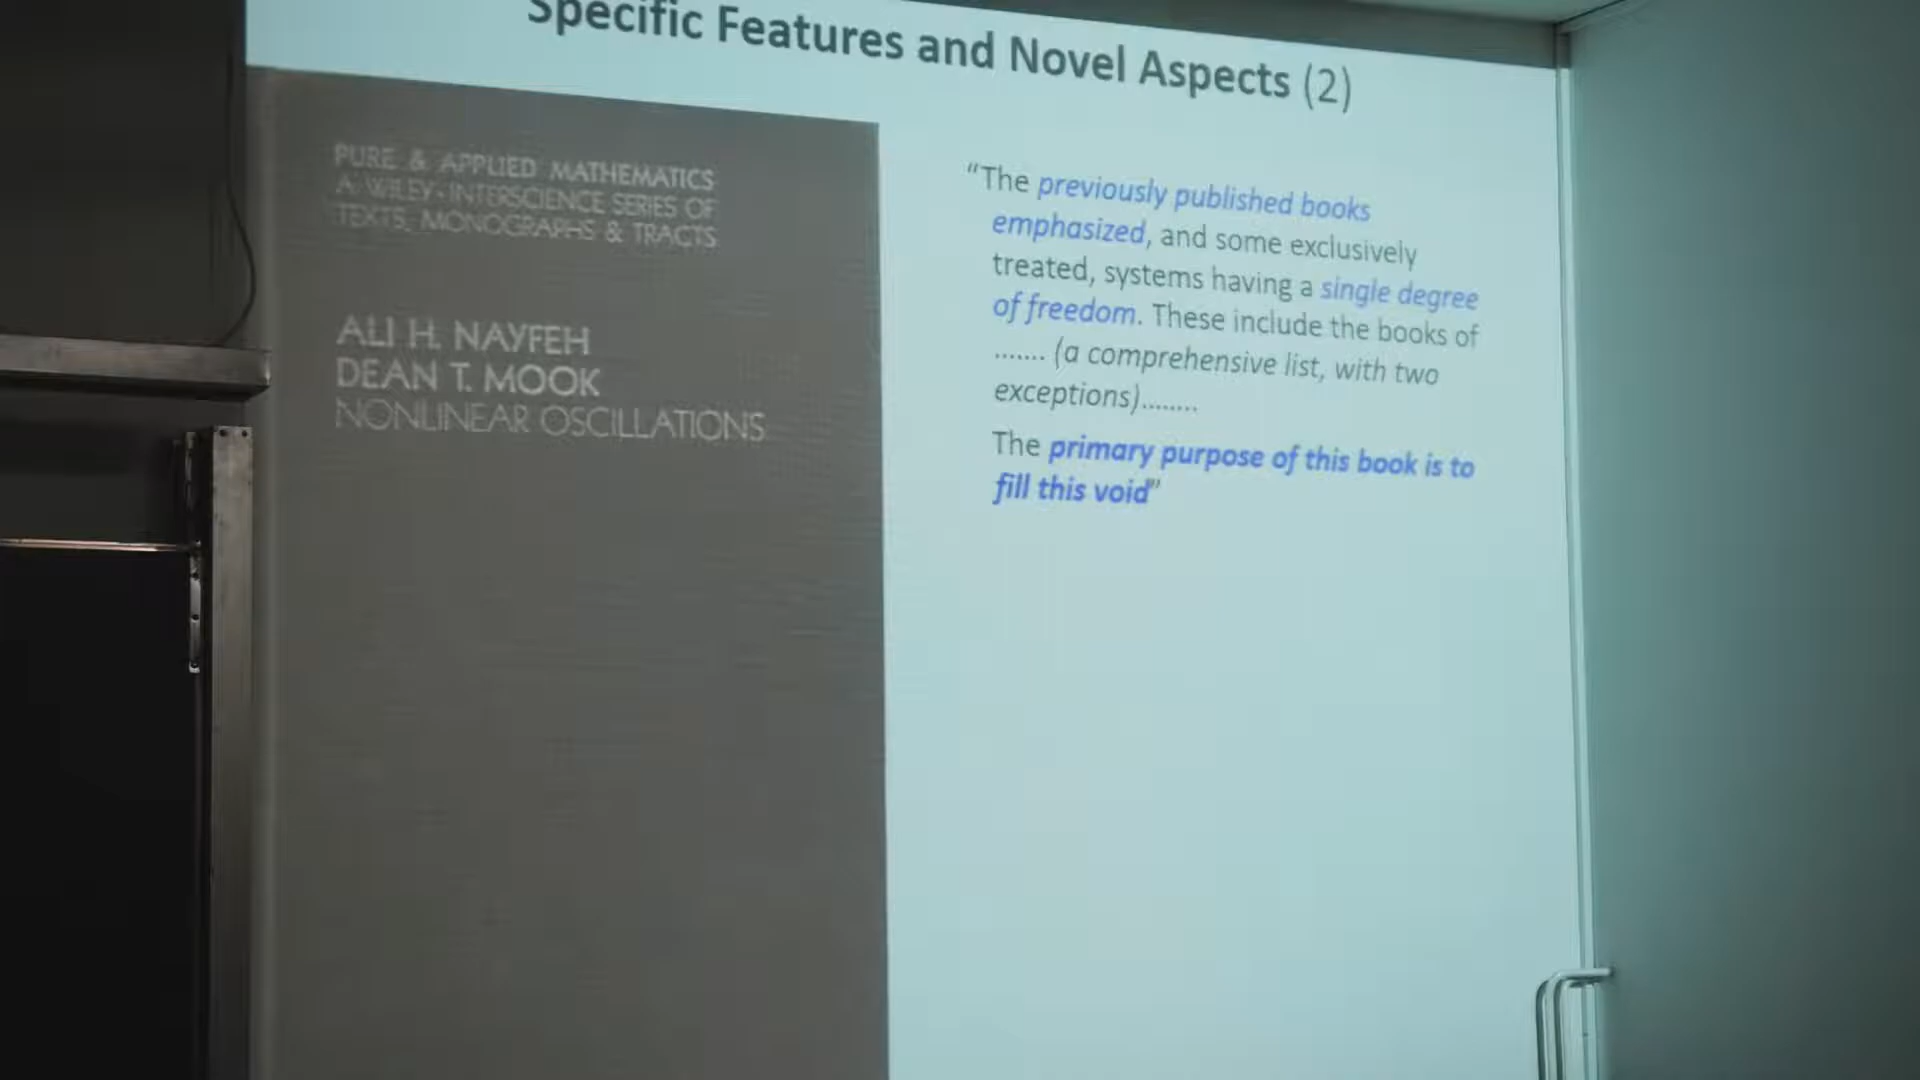 Specific Features and Novel Aspects (2)
PURE & APPLIED MATHEMATICS
A WILEY-INTERSCIENCE SERIES OF
TEXTS, MONOGRAPHS & TRACTS
ALI H. NAYFEH
DEAN T. MOOK
NONLINEAR OSCILLATIONS
“The previously published books
emphasized, and some exclusively
treated, systems having a single degree
of freedom. These include the books of
....... (a comprehensive list, with two
exceptions)........
The primary purpose of this book is to
fill this void”